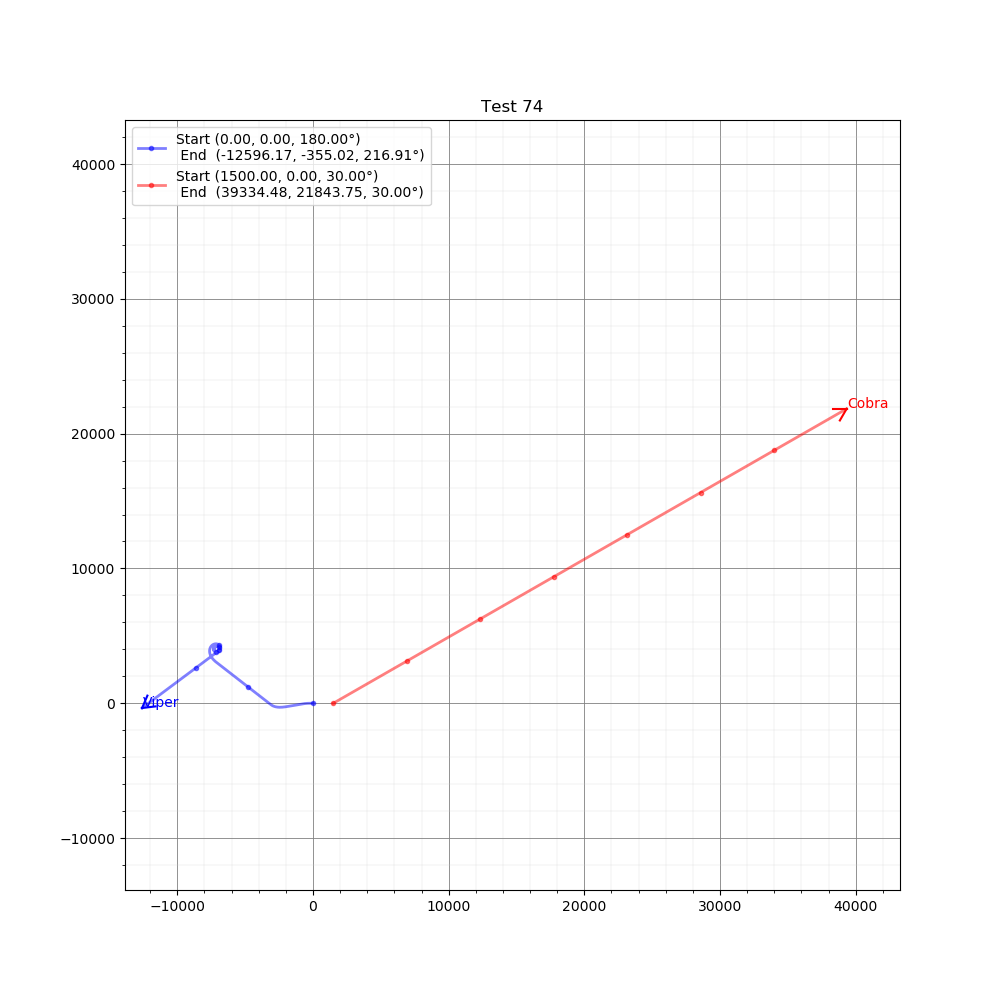 Test 74
Start (0.00, 0.00, 180.00°)
End (-12596.17, -355.02, 216.91°)
Start (1500.00, 0.00, 30.00°)
End (39334.48, 21843.75, 30.00°)
40000
30000
20000
10000
0
−10000
Cobra
Viper
−10000
0
10000
20000
30000
40000